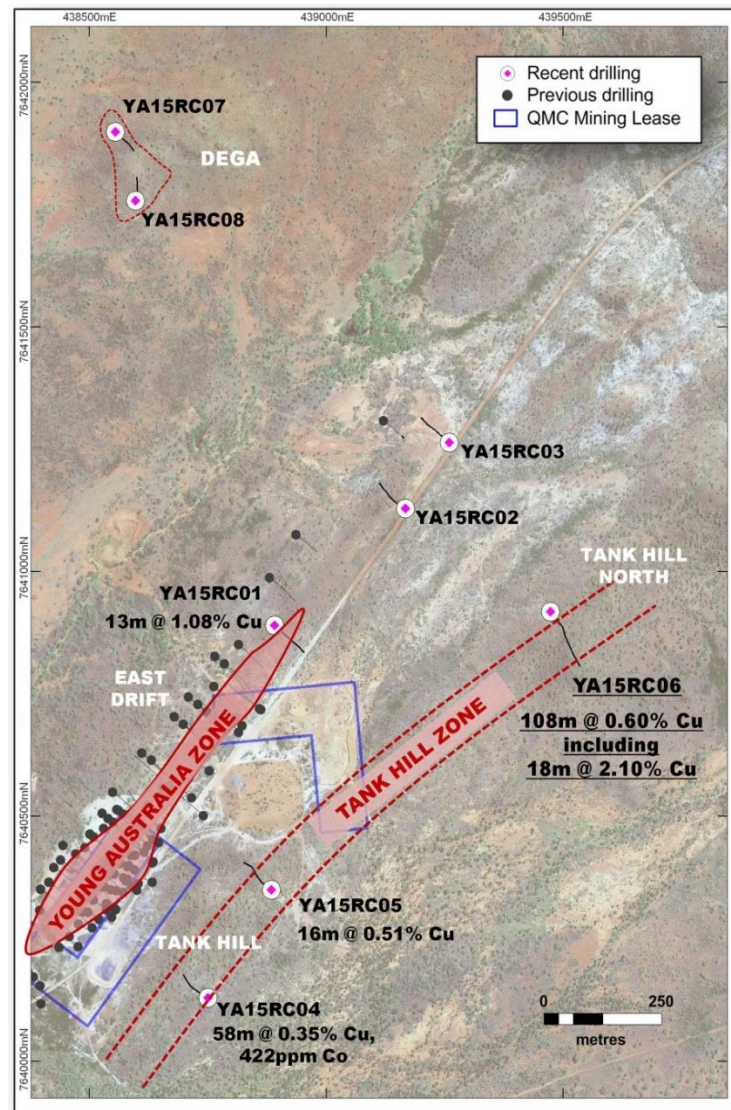 438500mE
439000mE
439500mE
7642000mN
7641500mN
7641000mN
7640500mN
7640000mN
Recent drilling
Previous drilling
QMC Mining Lease
YA15RC07
DEGA
YA15RC08
YA15RC03
YA15RC02
TANK HILL
NORTH
YA15RC01
13m @ 1.08% Cu
EAST
DRIFT
YA15RC06
108m @ 0.60% Cu
including
18m @ 2.10% Cu
YOUNG AUSTRALIA ZONE
TANK HILL ZONE
YA15RC05
16m @ 0.51% Cu
TANK HILL
YA15RC04
58m @ 0.35% Cu,
422ppm Co
0 250
metres